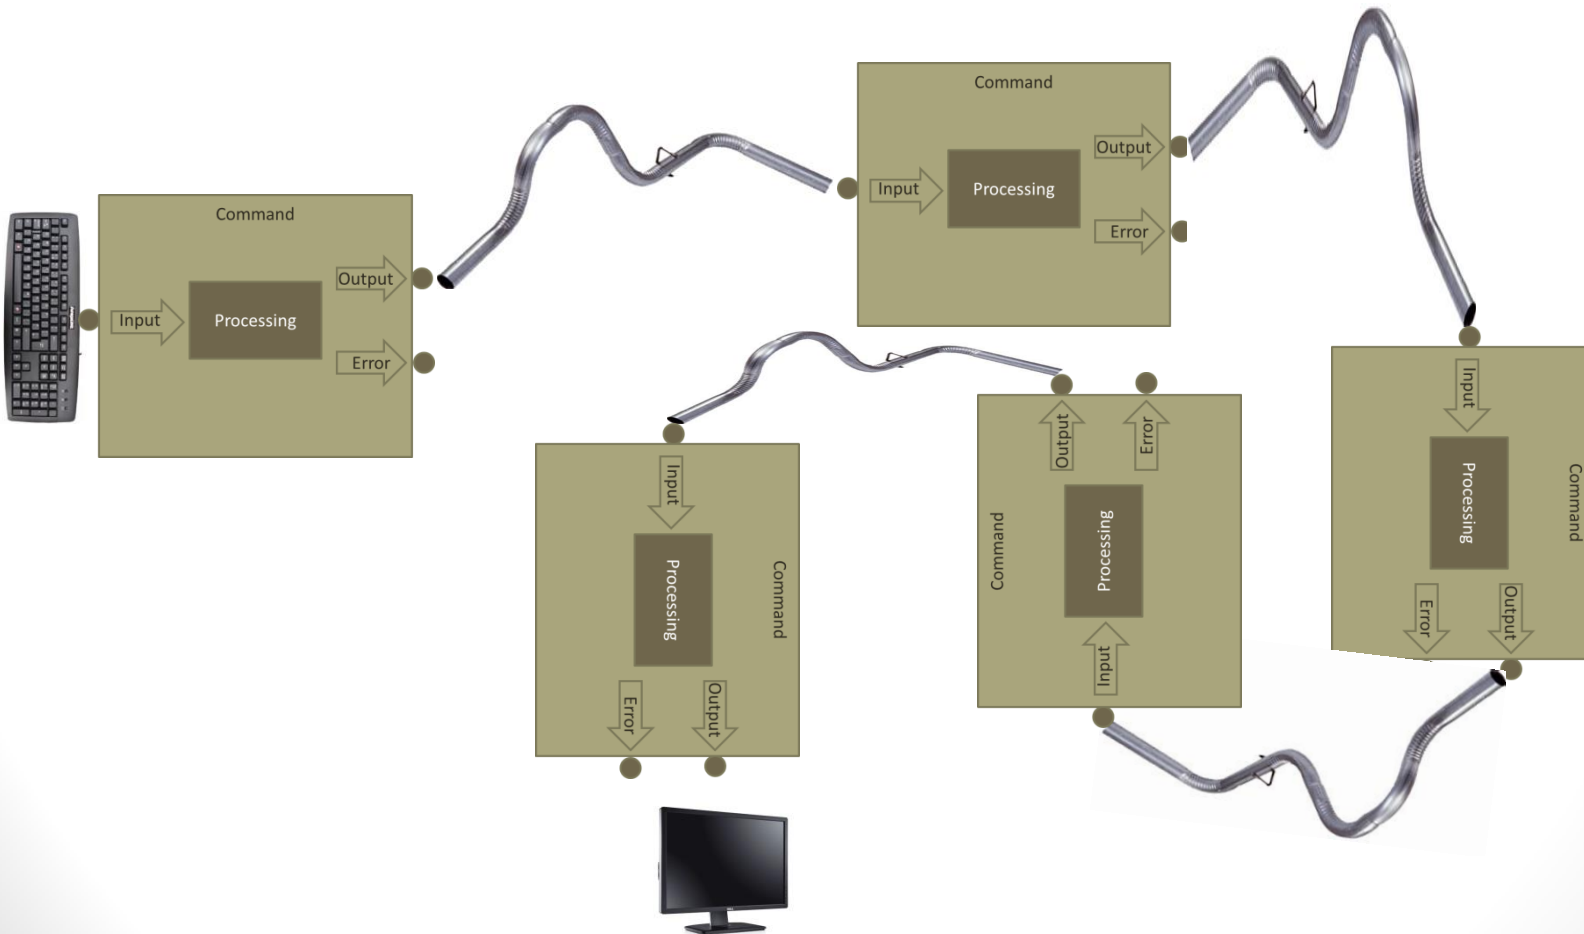 Command
Input
Processing
Output
Error
Command
Input
Processing
Output
Error
Command
Input
Processing
Error
Output
Command
Input
Processing
Output
Error
Command
Input
Processing
Error
Output